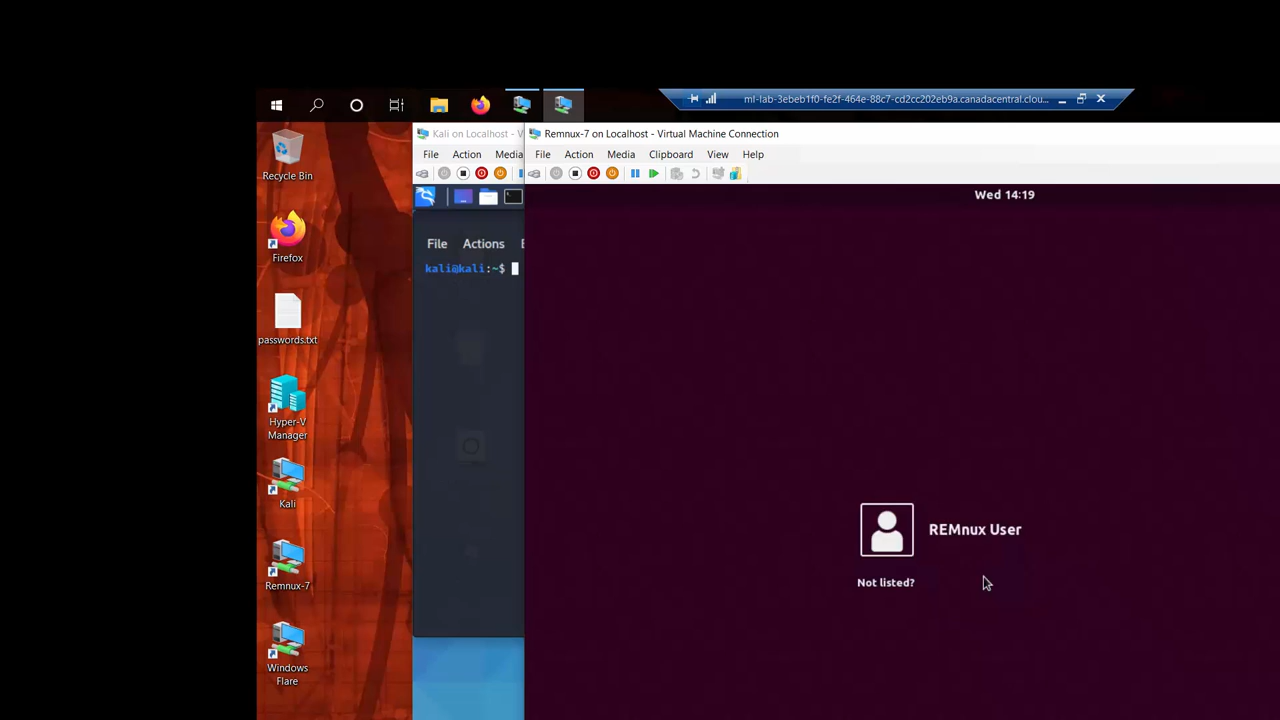 ml-lab-3ebeb1f0-fe2f-464e-88c7-cd2cc202eb9a.canadacentral.clou...
Recycle Bin
Firefox
passwords.txt
Hyper-V
Manager
Kali
Remnux-7
Windows
Flare
Kali on Localhost - V
File Action Media
File Actions E
kali@kali:~$
Remnux-7 on Localhost - Virtual Machine Connection
File Action Media Clipboard View Help
Wed 14:19
REMnux User
Not listed?